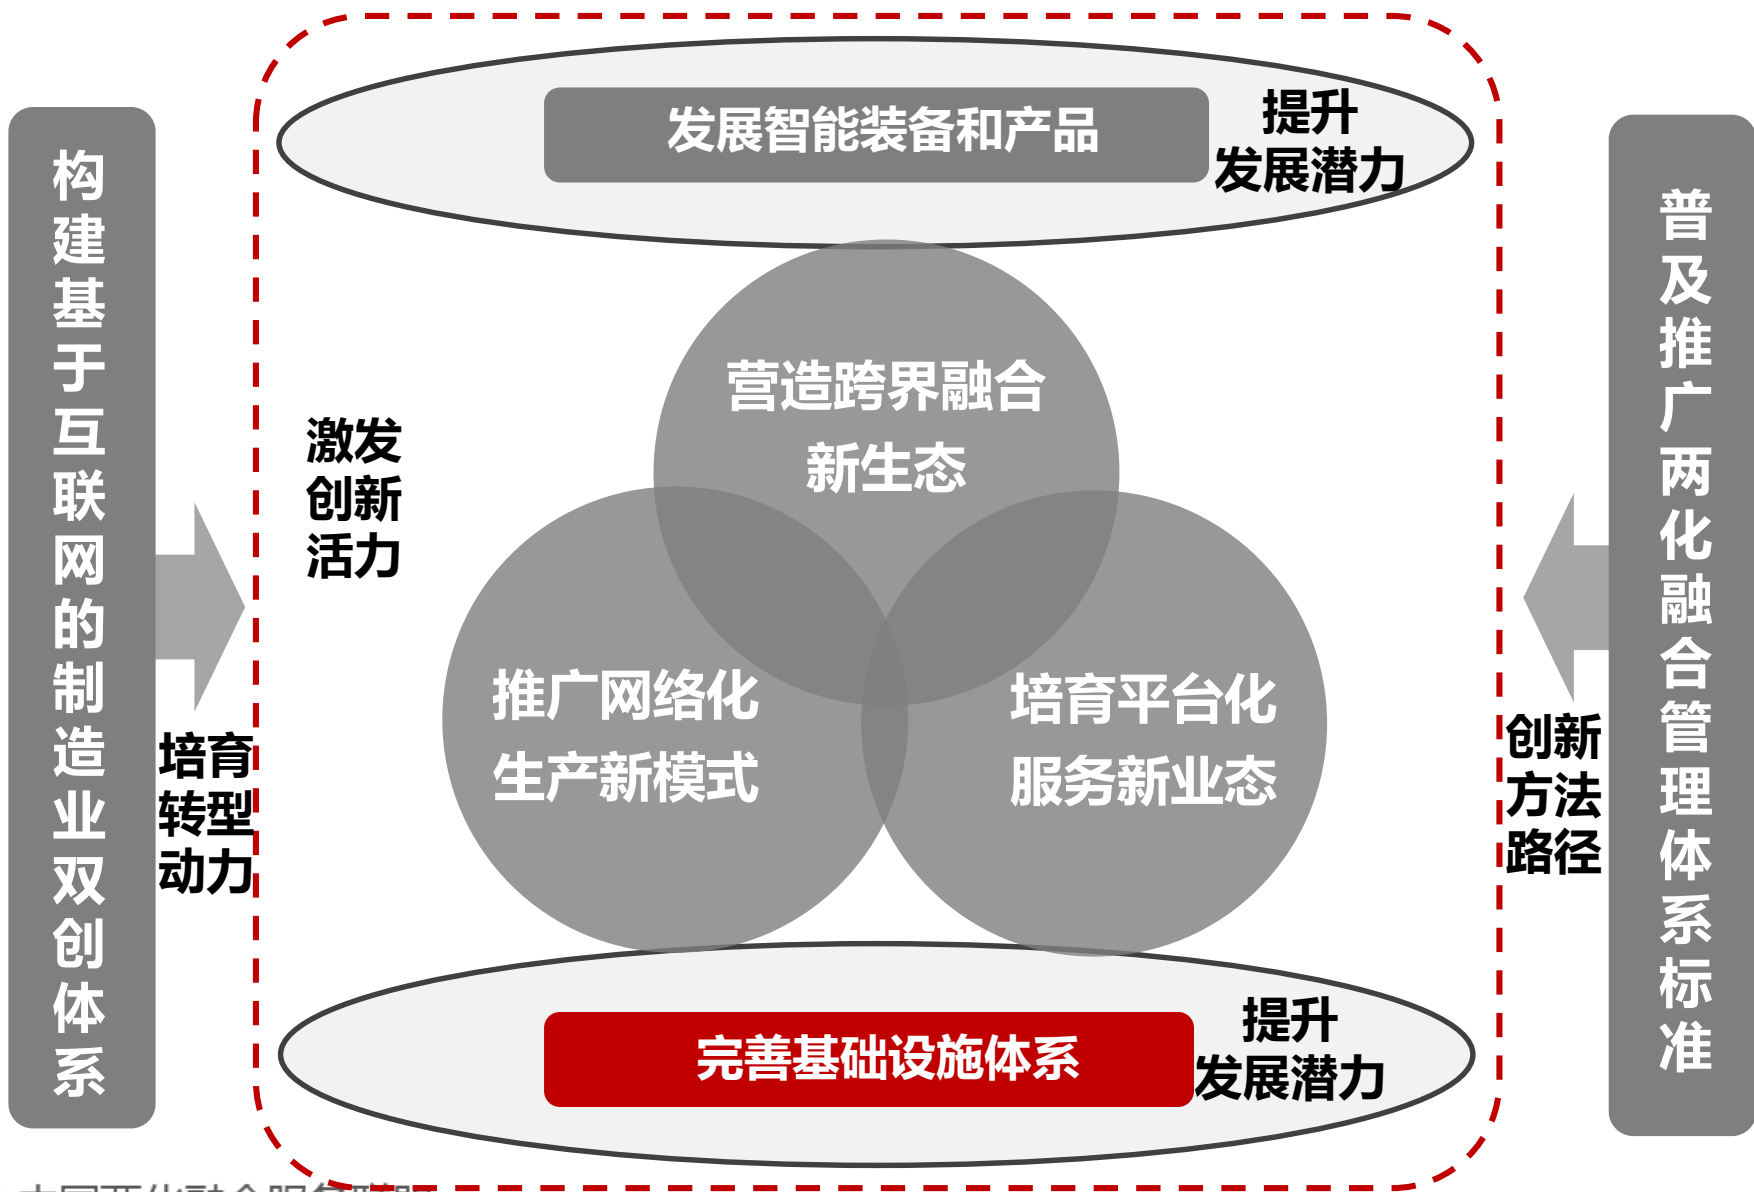 发展智能装备和产品
提升
发展潜力
构建基于互联网的制造业双创体系
普及推广两化融合管理体系标准
营造跨界融合
新生态
激发
创新
活力
推广网络化
生产新模式
培育平台化
服务新业态
培育
转型
动力
创新
方法
路径
完善基础设施体系
提升
发展潜力